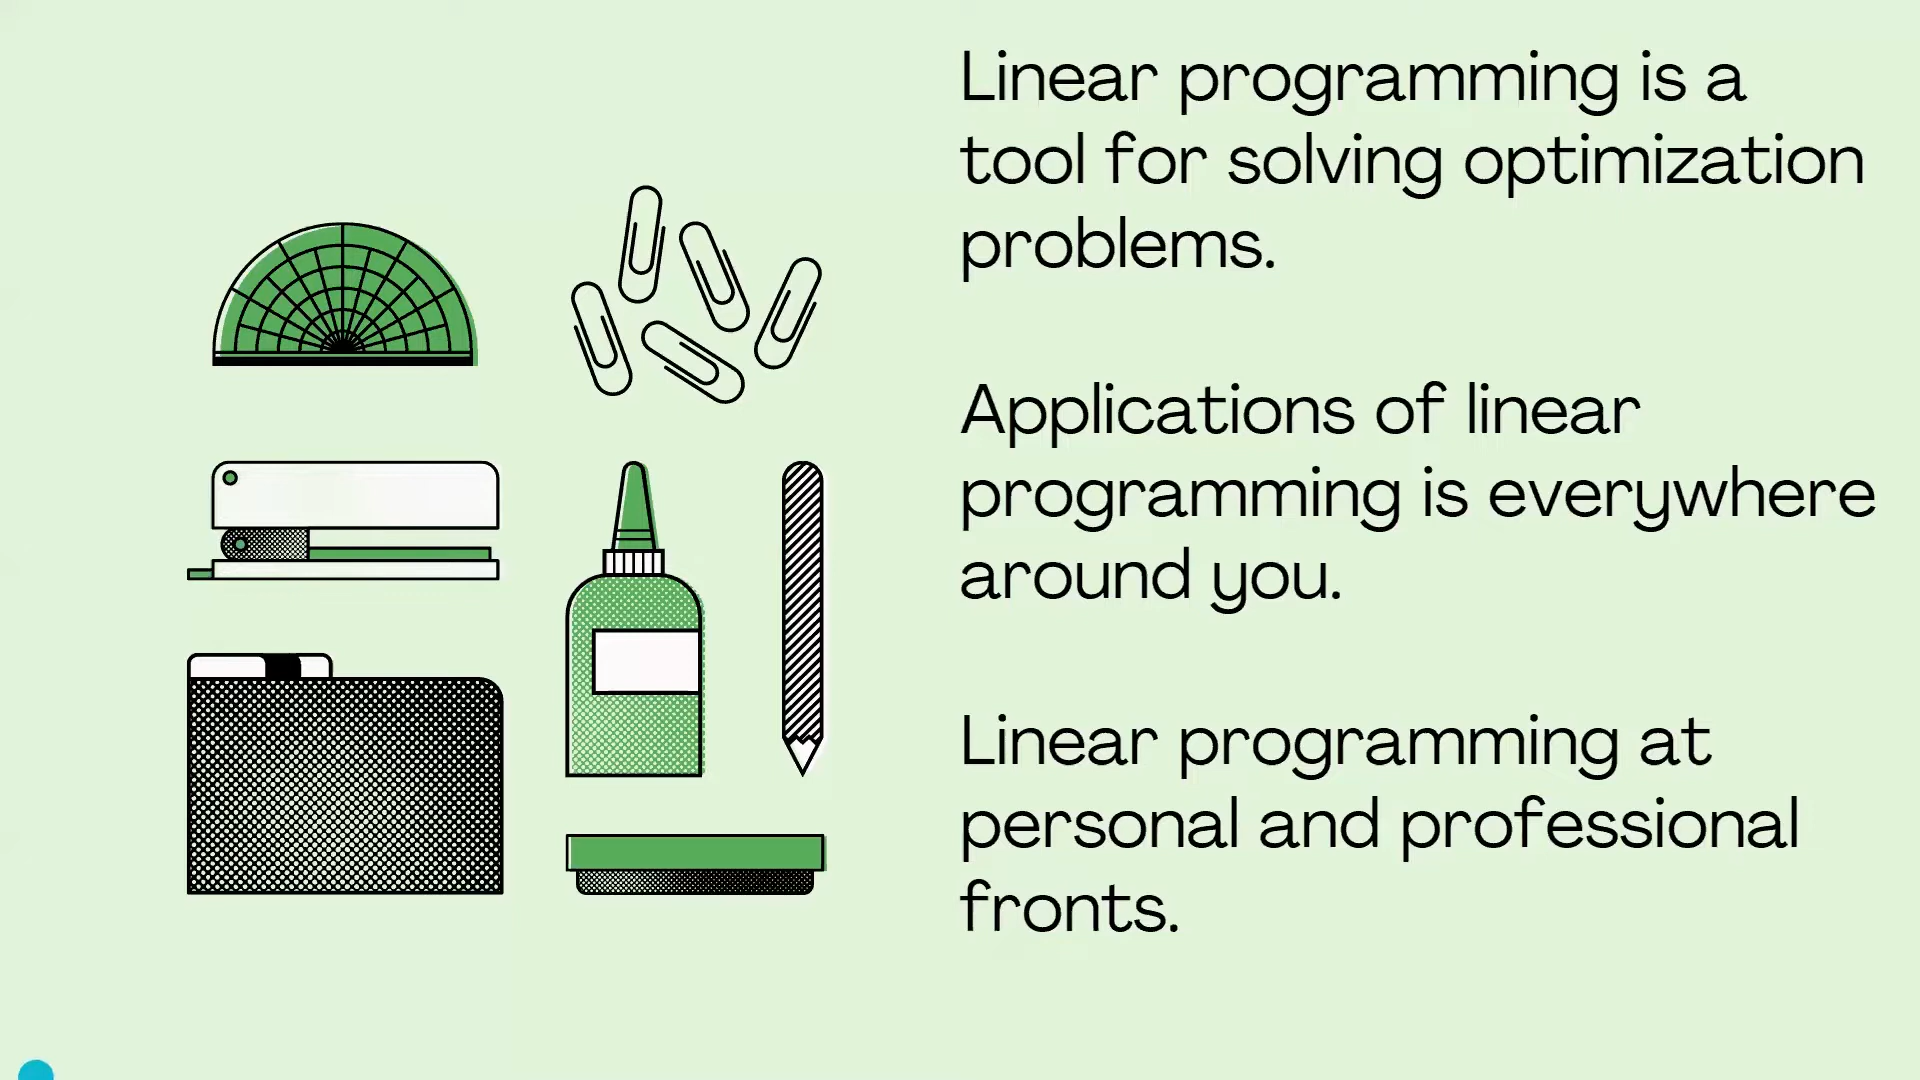 Linear programming is a
tool for solving optimization
problems.
Applications of linear
programming is everywhere
around you.
Linear programming at
personal and professional
fronts.